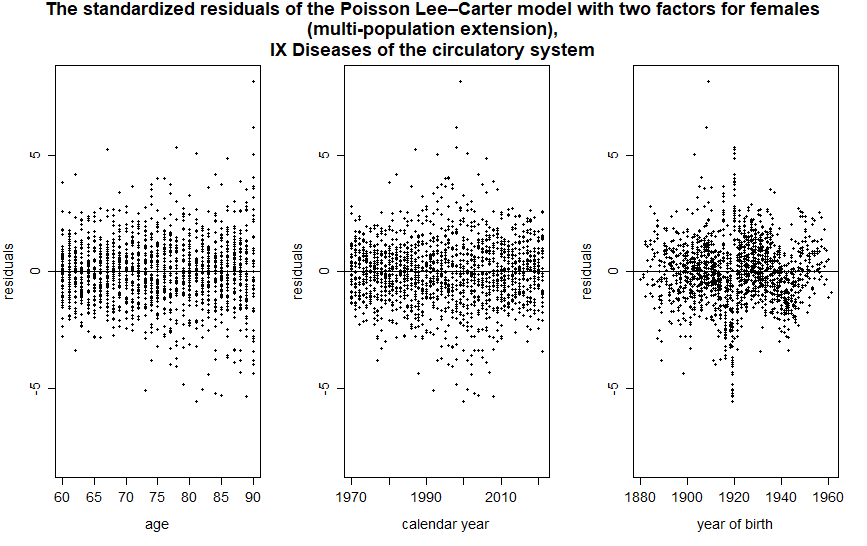 The standardized residuals of the Poisson Lee–Carter model with two factors for females
(multi-population extension),
IX Diseases of the circulatory system
residuals
5
0
-5
60 65 70 75 80 85 90
age
residuals
5
0
-5
1970 1990 2010
calendar year
residuals
5
0
-5
1880 1900 1920 1940 1960
year of birth